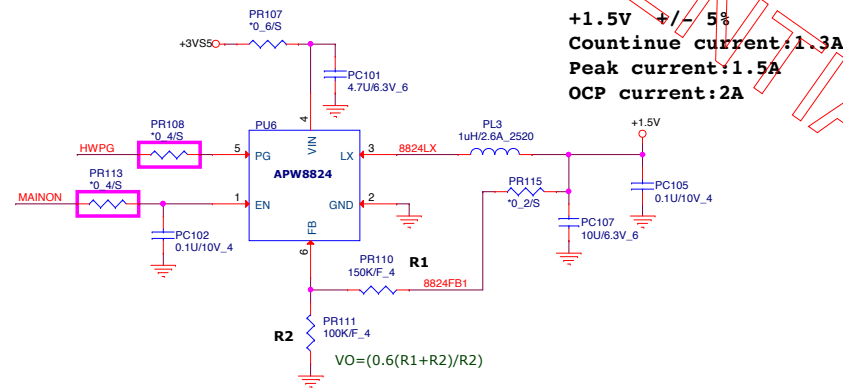 PR107
*0_6/S
+3VS5
PC101
4.7U/6.3V_6
+1.5V +/- 5%
Countinue current:1.3A
Peak current:1.5A
OCP current:2A
PR108
*0_4/S
HWPG
PU6
4
VIN
5
PG
LX
3
8824LX
PL3
1uH/2.6A_2520
+1.5V
APW8824
PR113
*0_4/S
MAINON
1
EN
GND
2
FB
6
PC102
0.1U/10V_4
PR115
*0_2/S
PC105
0.1U/10V_4
PC107
10U/6.3V_6
PR110
150K/F_4
R1
8824FB1
PR111
100K/F_4
R2
VO=(0.6(R1+R2)/R2)